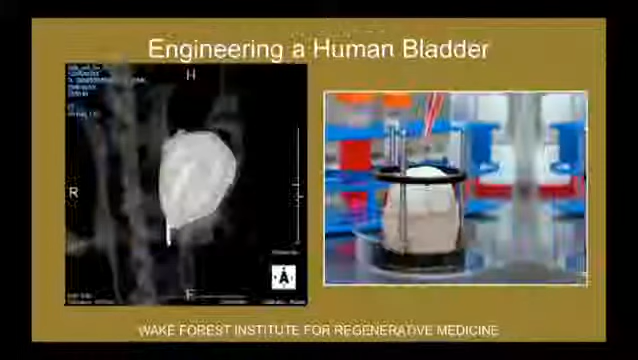 Engineering a Human Bladder
H
R
A
F
WAKE FOREST INSTITUTE FOR REGENERATIVE MEDICINE